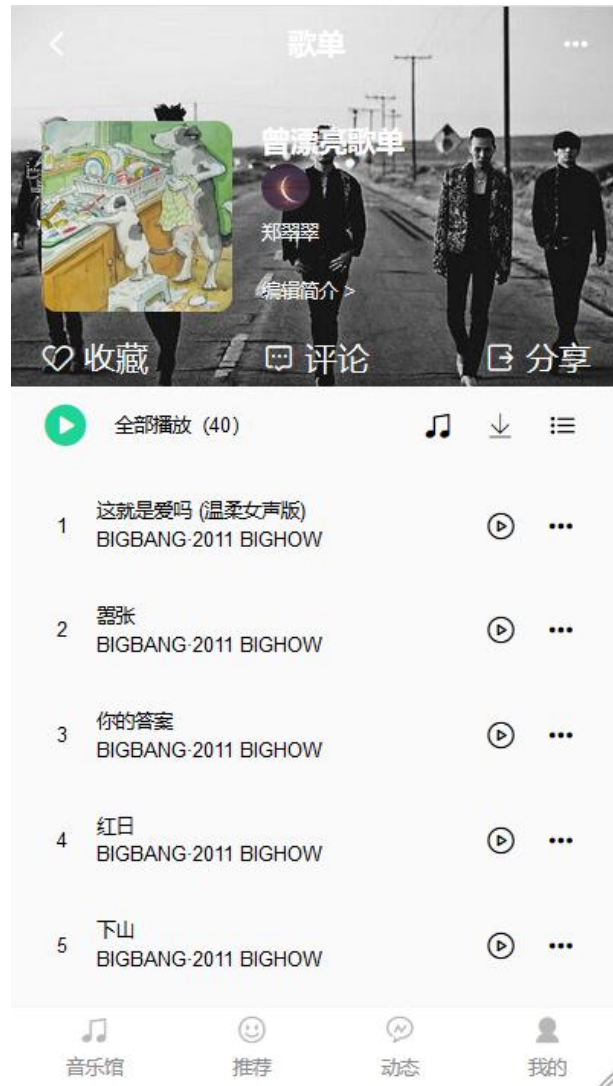 歌单
曾漂亮歌单
郑翠翠
编辑简介 >
收藏
评论
分享
全部播放 (40)
1
这就是爱吗 (温柔女声版)
BIGBANG·2011 BIGHOW
2
嚣张
BIGBANG·2011 BIGHOW
3
你的答案
BIGBANG·2011 BIGHOW
4
红日
BIGBANG·2011 BIGHOW
5
下山
BIGBANG·2011 BIGHOW
音乐馆
推荐
动态
我的